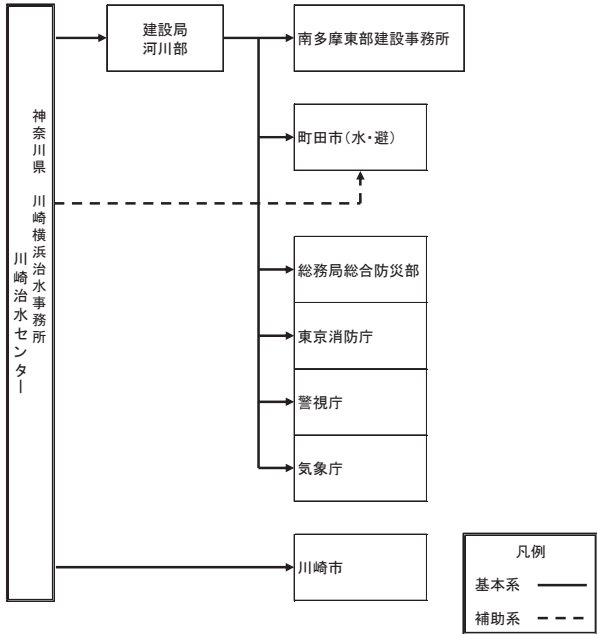 神奈川県 川崎横浜治水事務所
川崎治水センター
建設局
河川部
南多摩東部建設事務所
町田市(水・避)
総務局総合防災部
東京消防庁
警視庁
気象庁
川崎市
凡例
基本系
補助系